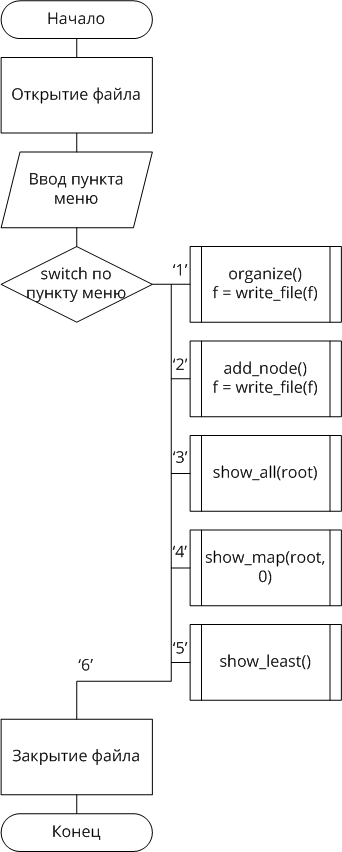 Начало
Открытие файла
Ввод пункта
меню
switch по
пункту меню
‘1’
organize()
f = write_file(f)
‘2’
add_node()
f = write_file(f)
‘3’
show_all(root)
‘4’
show_map(root,
0)
‘5’
show_least()
‘6’
Закрытие файла
Конец